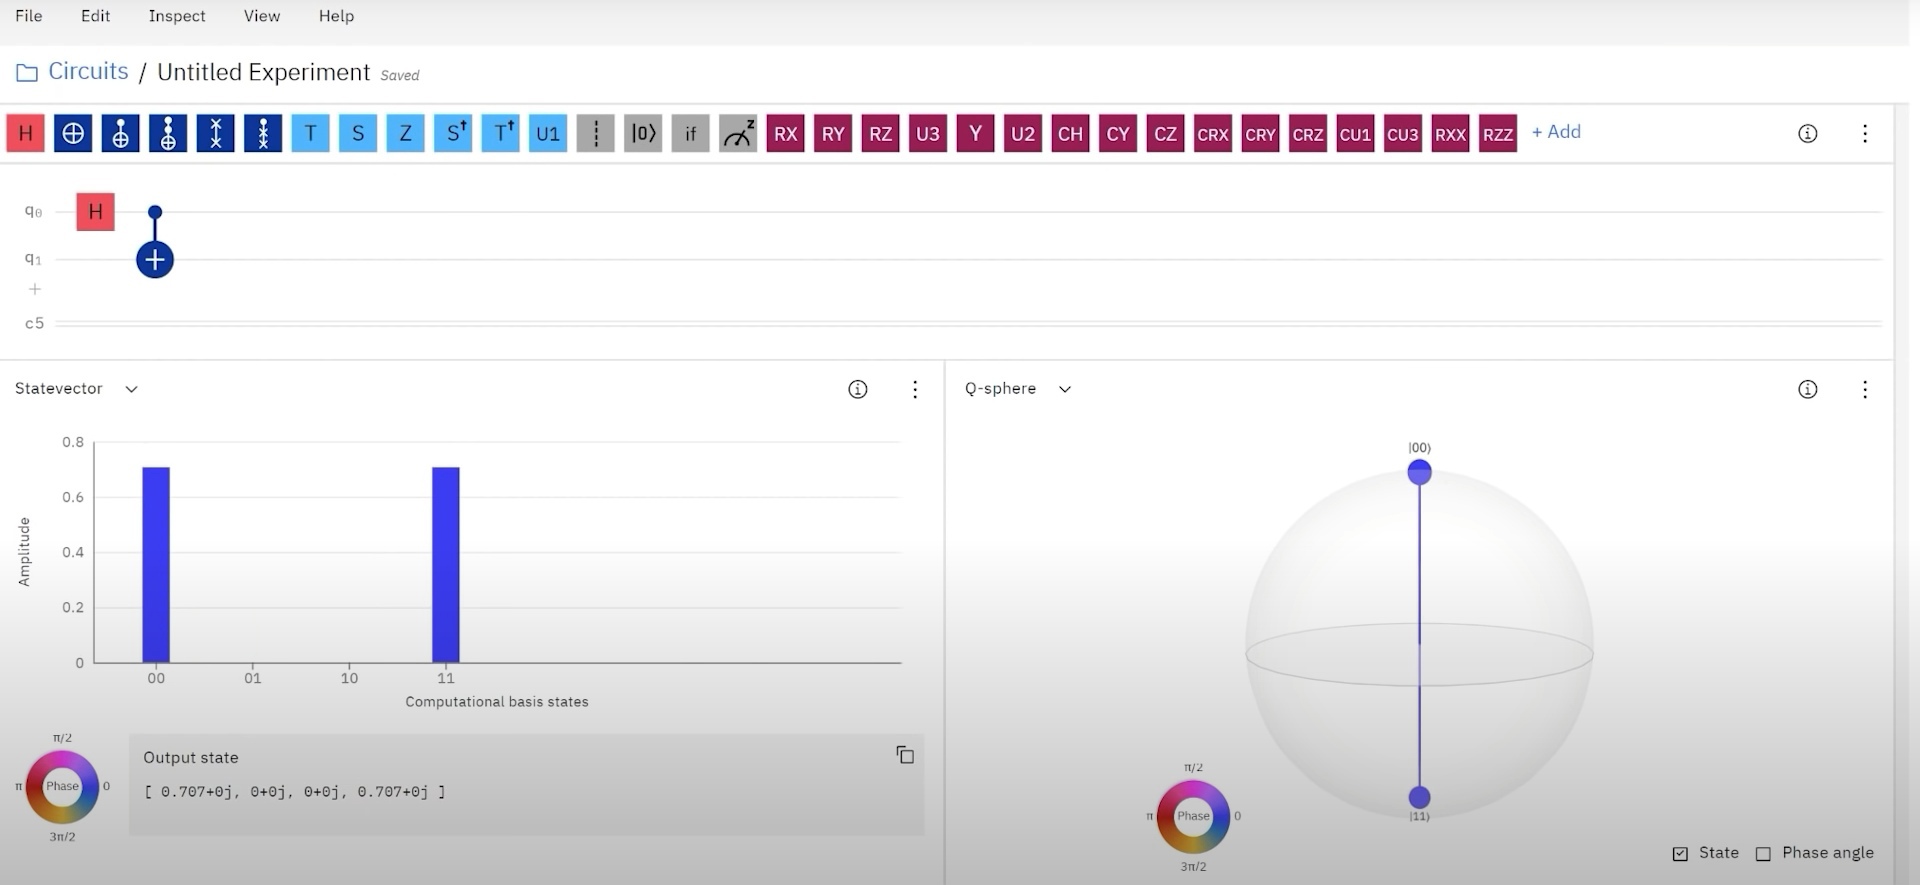 File Edit Inspect View Help
Circuits / Untitled Experiment Saved
H T S Z S† T† U1 |0⟩ if z RX RY RZ U3 Y U2 CH CY CZ CRX CRY CRZ CU1 CU3 RXX RZZ + Add
q0 H
q1
+
c5
Statevector
Amplitude
0.8
0.6
0.4
0.2
0
00 01 10 11
Computational basis states
π/2
π Phase 0
3π/2
Output state
[ 0.707+0j, 0+0j, 0+0j, 0.707+0j ]
Q-sphere
|00⟩
|11⟩
π/2
π Phase 0
3π/2
State Phase angle